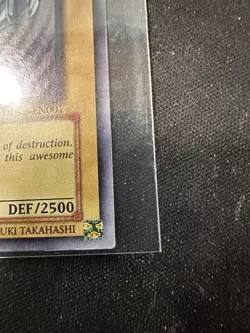 of destruction.
this awesome
DEF/2500
UKI TAKAHASHI